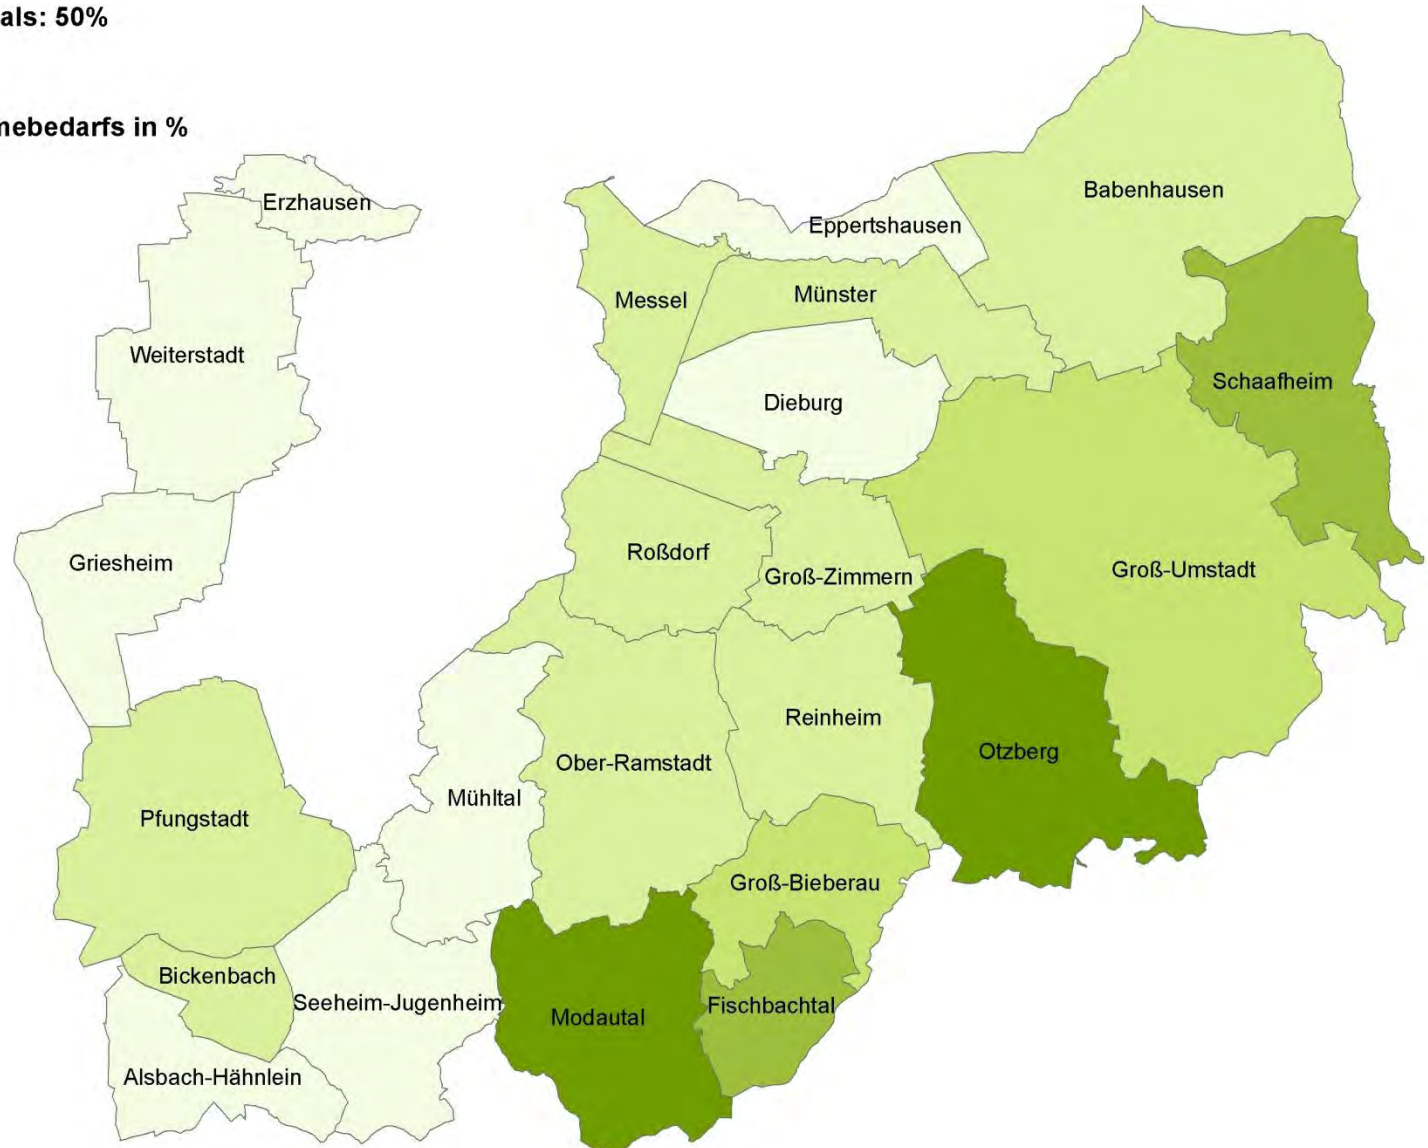 als: 50%
mebedarfs in %
Erzhausen
Babenhausen
Eppertshausen
Messel
Münster
Weiterstadt
Schaafheim
Dieburg
Griesheim
Roßdorf
Groß-Zimmern
Groß-Umstadt
Reinheim
Otzberg
Ober-Ramstadt
Mühltal
Pfungstadt
Groß-Bieberau
Bickenbach
Seeheim-Jugenheim
Fischbachtal
Modautal
Alsbach-Hähnlein